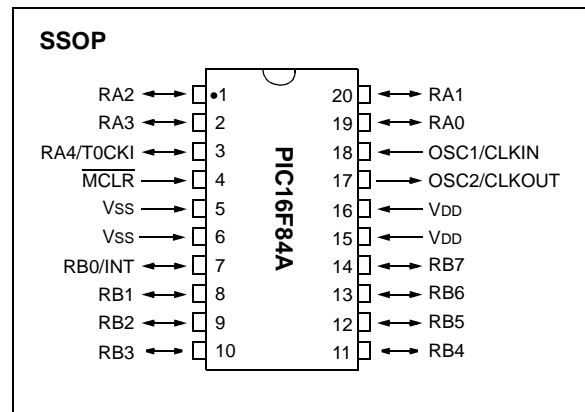 SSOP
RA2 •1 20 RA1
RA3 2 19 RA0
RA4/T0CKI 3 18 OSC1/CLKIN
MCLR 4 17 OSC2/CLKOUT
VSS 5 16 VDD
VSS 6 15 VDD
RB0/INT 7 14 RB7
RB1 8 13 RB6
RB2 9 12 RB5
RB3 10 11 RB4
PIC16F84A